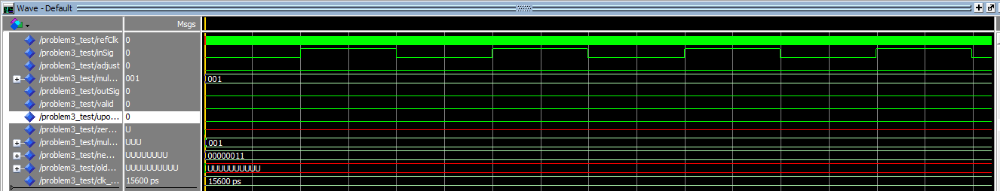 Wave - Default
Msgs
/problem3_test/refClk 0
/problem3_test/inSig 0
/problem3_test/adjust 0
/problem3_test/mul... 001 001
/problem3_test/outSig 0
/problem3_test/valid 0
/problem3_test/upo... 0
/problem3_test/zer... U
/problem3_test/mul... UUU 001
/problem3_test/ne... UUUUUUUU 00000011
/problem3_test/old... UUUUUUUUUU UUUUUUUUUU
/problem3_test/clk_... 15600 ps 15600 ps